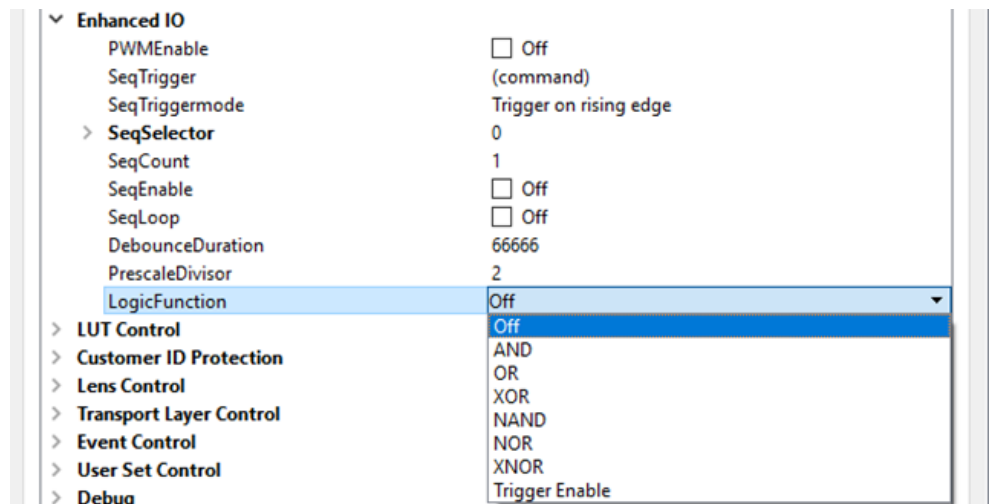 Enhanced IO
PWMEnable Off
SeqTrigger (command)
SeqTriggermode Trigger on rising edge
SeqSelector 0
SeqCount 1
SeqEnable Off
SeqLoop Off
DebounceDuration 66666
PrescaleDivisor 2
LogicFunction Off
LUT Control Off
Customer ID Protection AND
OR
Lens Control XOR
Transport Layer Control NAND
Event Control NOR
User Set Control XNOR
Debug Trigger Enable